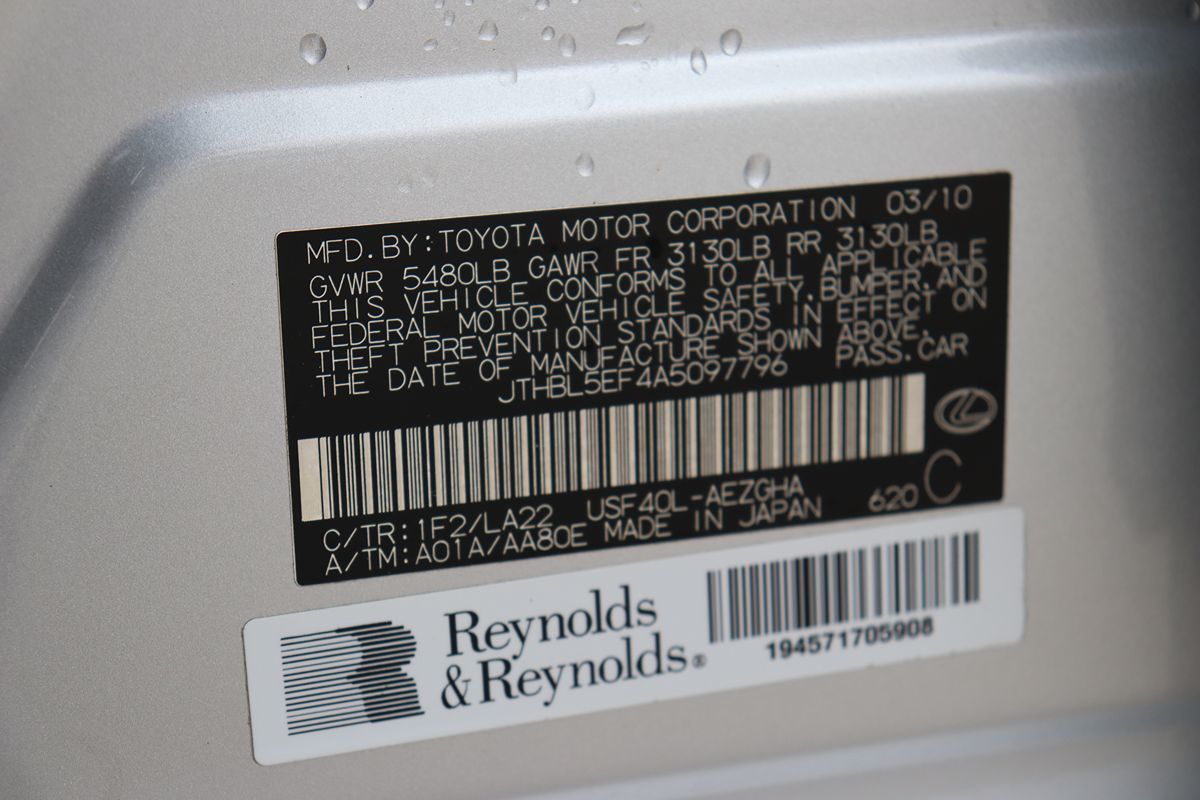 MFD.BY:TOYOTA MOTOR CORPORATION 03/10
GVWR 5480LB GAWR FR 3130LB RR 3130LB
THIS VEHICLE CONFORMS TO ALL APPLICABLE
FEDERAL MOTOR VEHICLE SAFETY,BUMPER,AND
THEFT PREVENTION STANDARDS IN EFFECT ON
THE DATE OF MANUFACTURE SHOWN ABOVE.
JTHBL5EF4A5097796 PASS.CAR
C/TR:1F2/LA22 USF40L-AEZGHA 620 C
A/TM:A01A/AA80E MADE IN JAPAN
Reynolds
&Reynolds®
194571705908